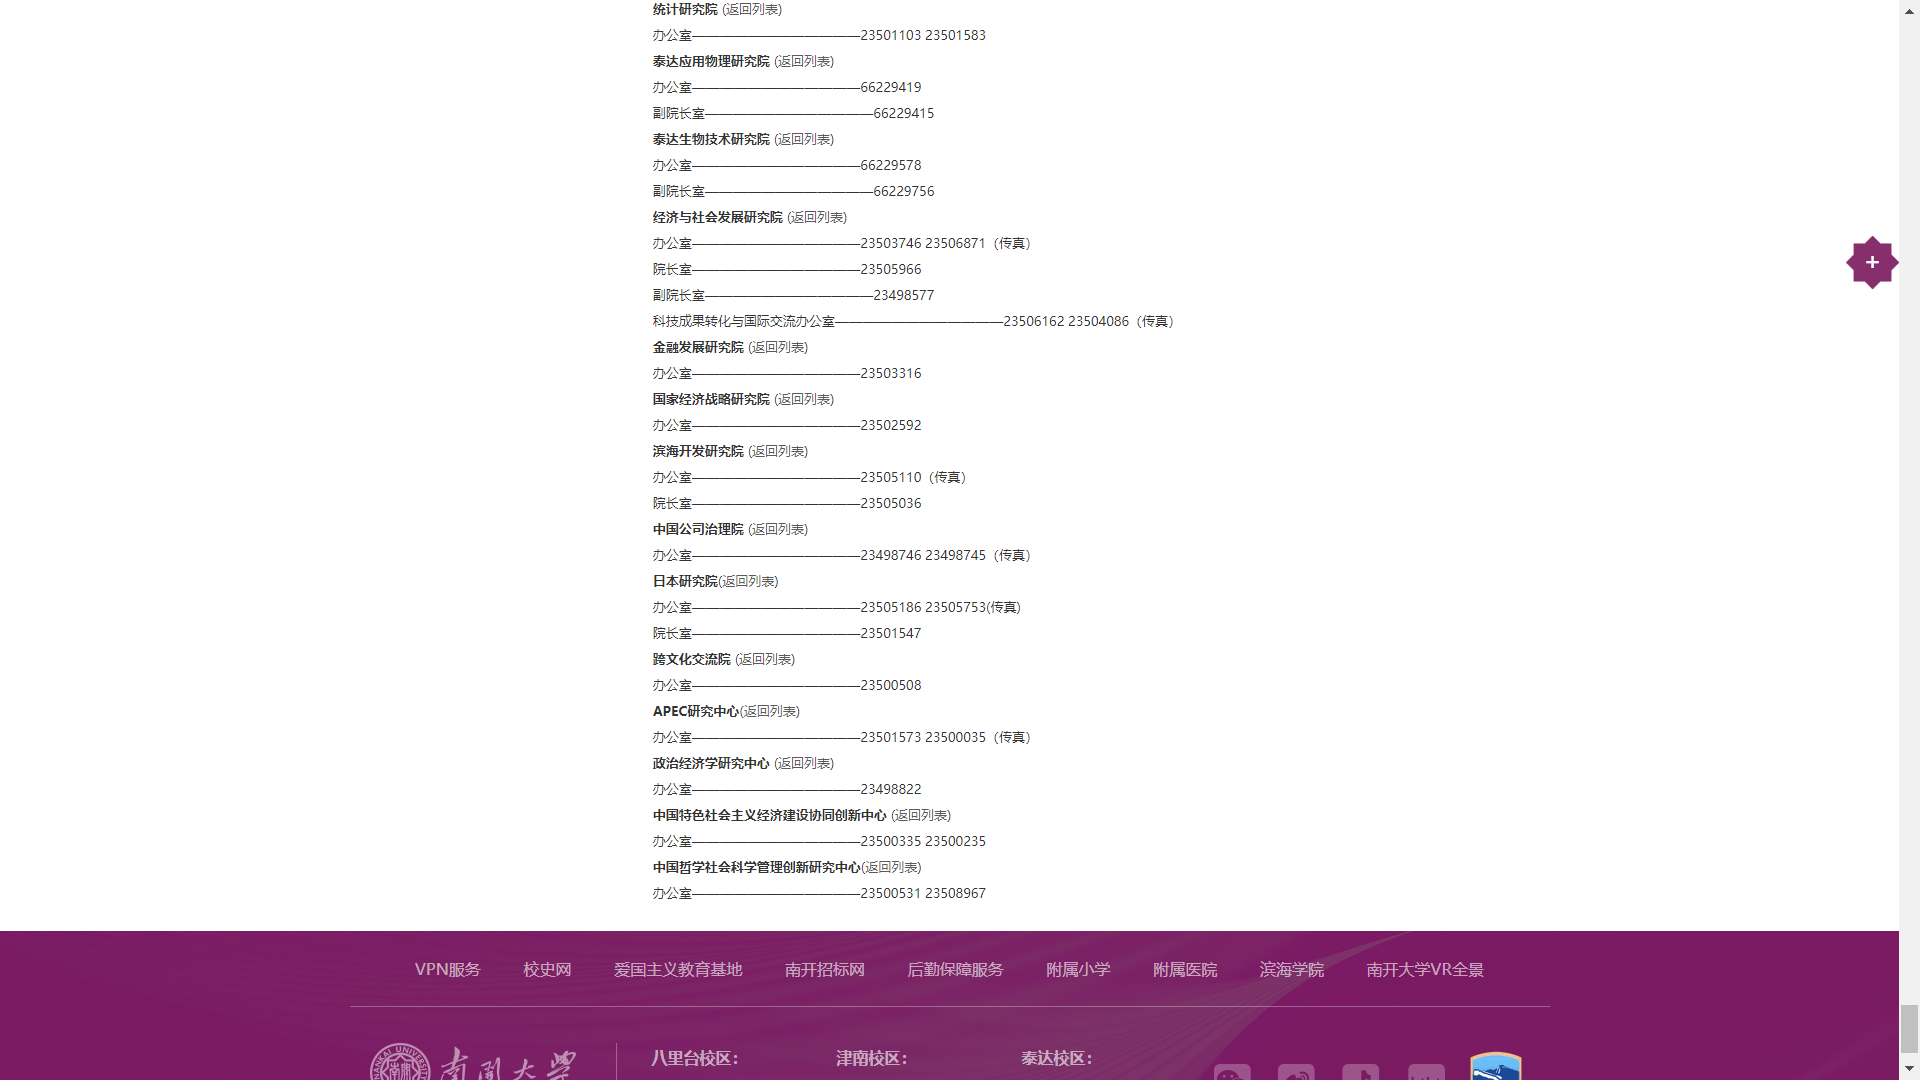 统计研究院 (返回列表)
办公室————————————23501103 23501583
泰达应用物理研究院 (返回列表)
办公室————————————66229419
副院长室————————————66229415
泰达生物技术研究院 (返回列表)
办公室————————————66229578
副院长室————————————66229756
经济与社会发展研究院 (返回列表)
办公室————————————23503746 23506871（传真）
院长室————————————23505966
副院长室————————————23498577
科技成果转化与国际交流办公室————————————23506162 23504086（传真）
金融发展研究院 (返回列表)
办公室————————————23503316
国家经济战略研究院 (返回列表)
办公室————————————23502592
滨海开发研究院 (返回列表)
办公室————————————23505110（传真）
院长室————————————23505036
中国公司治理院 (返回列表)
办公室————————————23498746 23498745（传真）
日本研究院(返回列表)
办公室————————————23505186 23505753(传真)
院长室————————————23501547
跨文化交流院 (返回列表)
办公室————————————23500508
APEC研究中心(返回列表)
办公室————————————23501573 23500035（传真）
政治经济学研究中心 (返回列表)
办公室————————————23498822
中国特色社会主义经济建设协同创新中心 (返回列表)
办公室————————————23500335 23500235
中国哲学社会科学管理创新研究中心(返回列表)
办公室————————————23500531 23508967
VPN服务 校史网 爱国主义教育基地 南开招标网 后勤保障服务 附属小学 附属医院 滨海学院 南开大学VR全景
南開大學 八里台校区： 津南校区： 泰达校区：
NANKAI UNIVERSITY